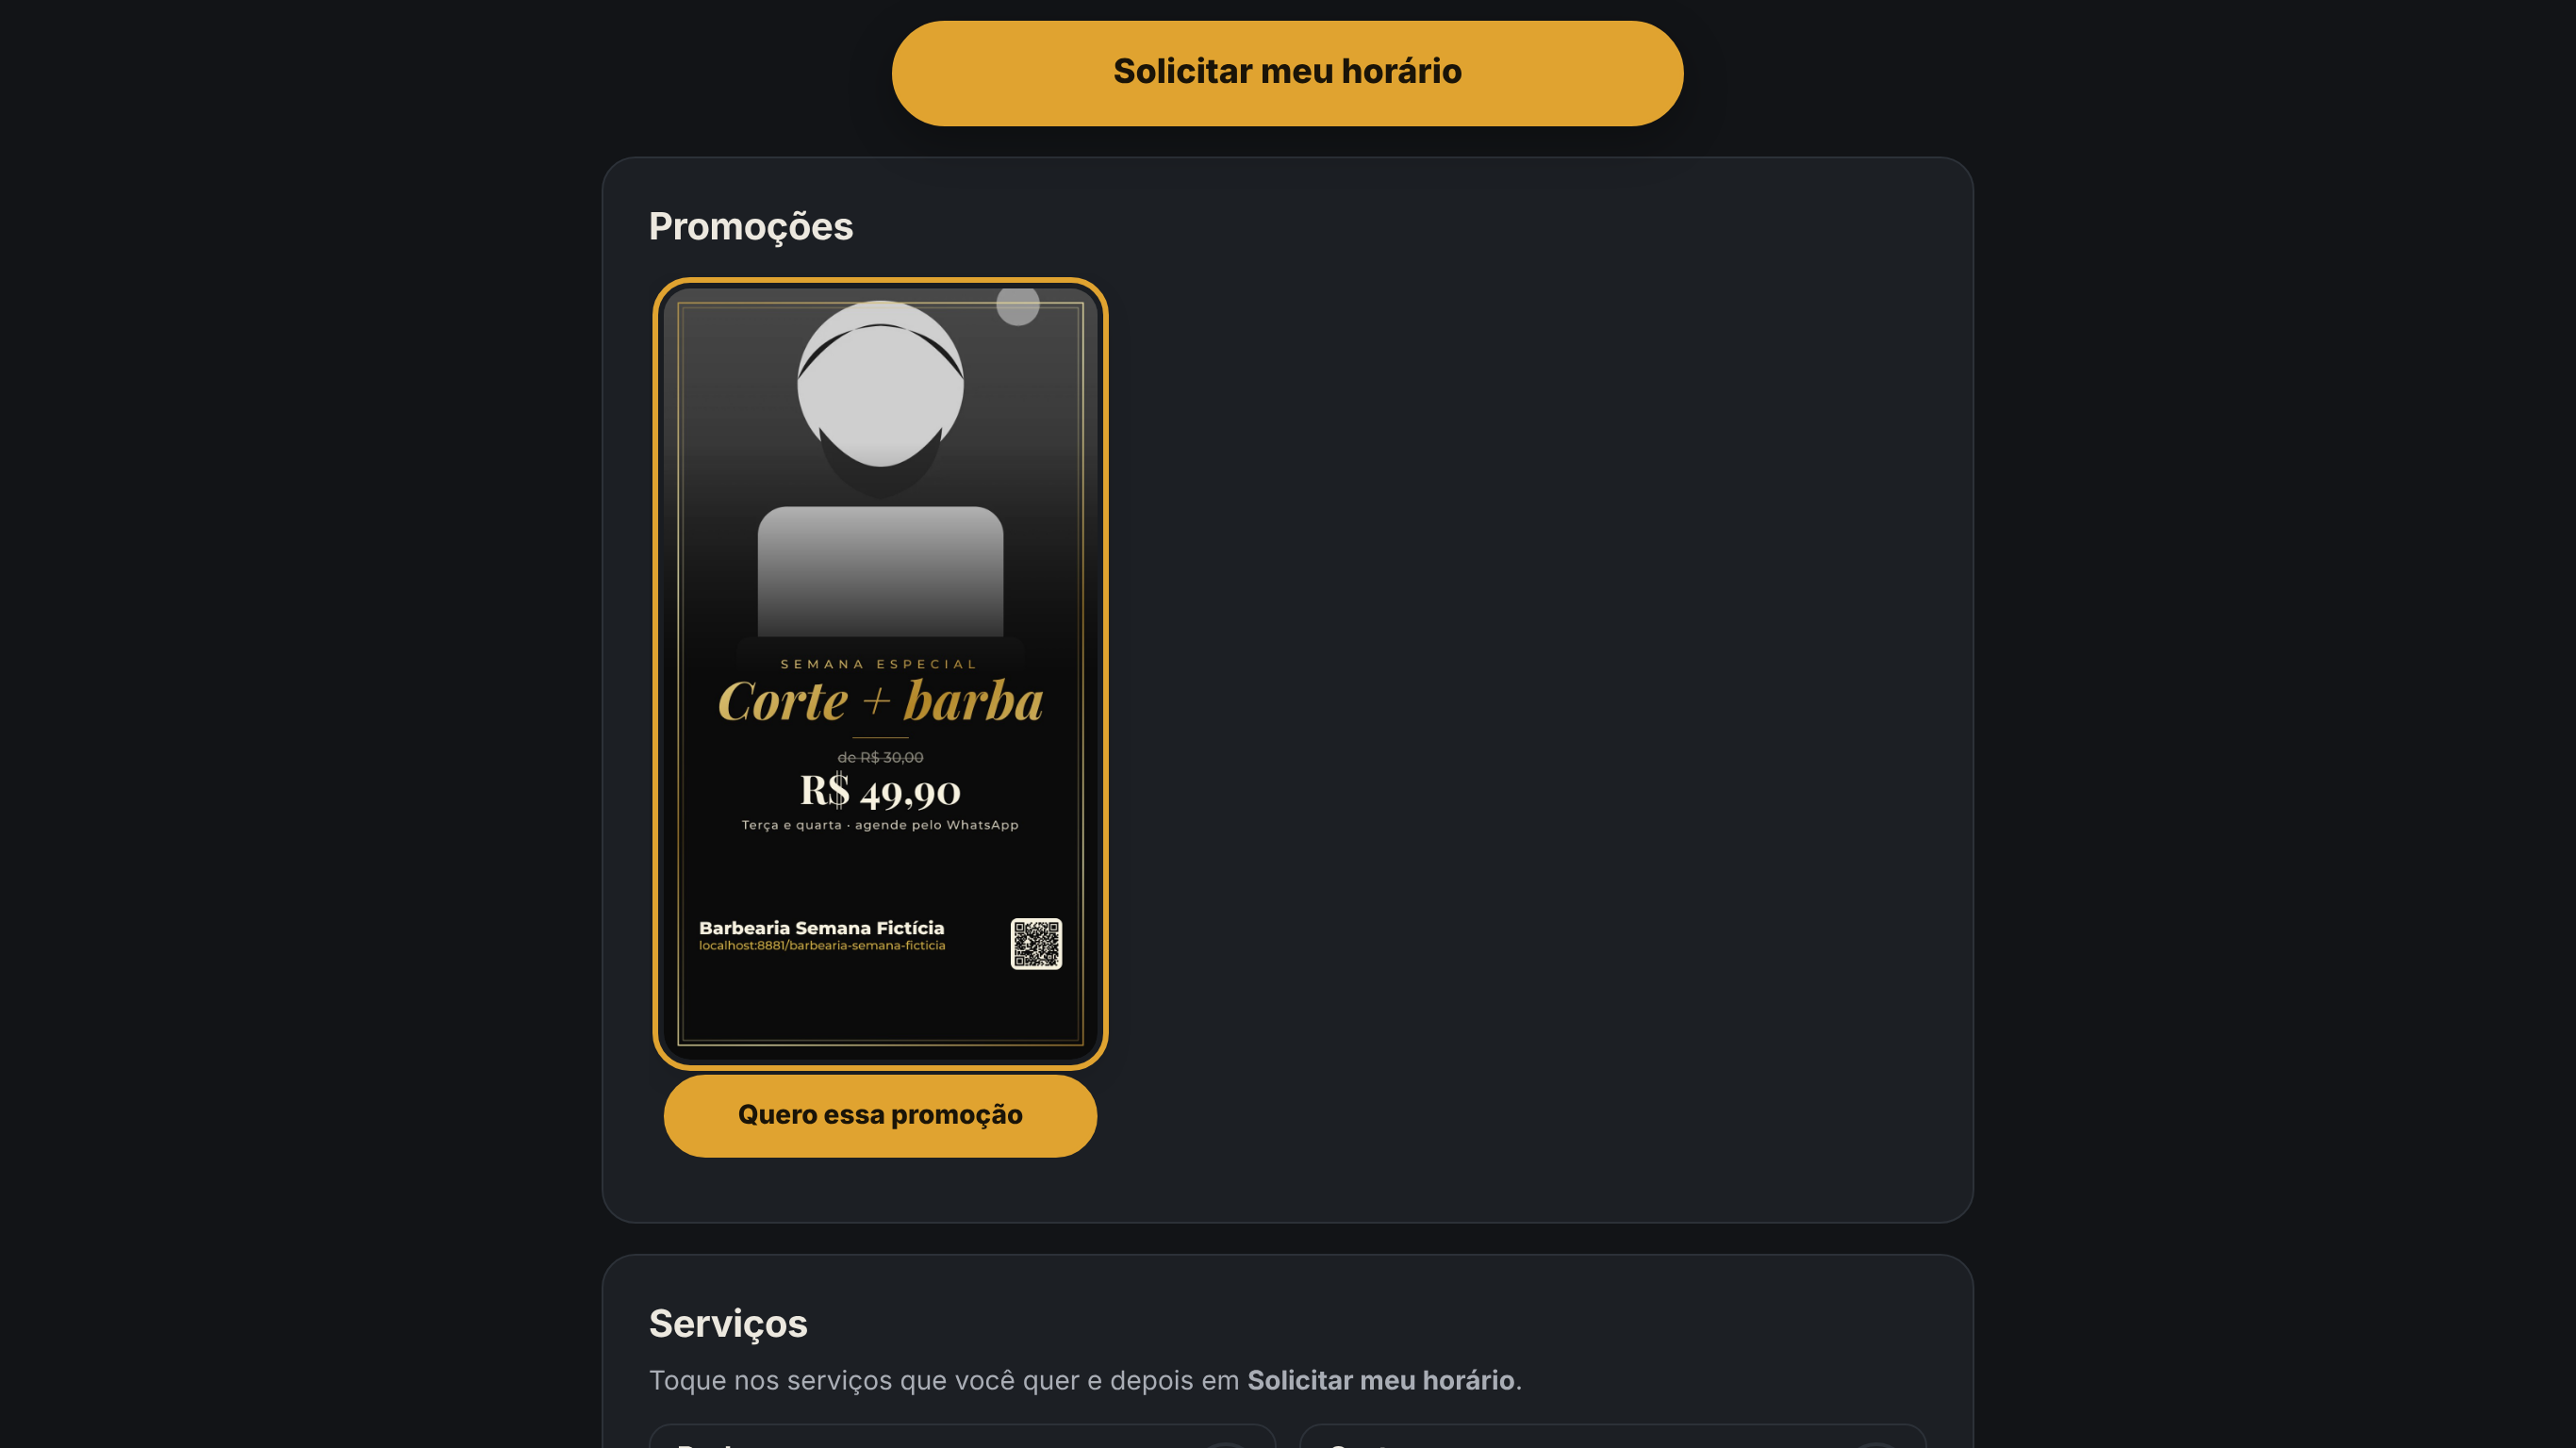 Solicitar meu horário
Promoções
SEMANA ESPECIAL
Corte + barba
de R$ 30,00
R$ 49,90
Terça e quarta · agende pelo WhatsApp
Barbearia Semana Fictícia
localhost:8881/barbearia-semana-ficticia
Quero essa promoção
Serviços
Toque nos serviços que você quer e depois em Solicitar meu horário.